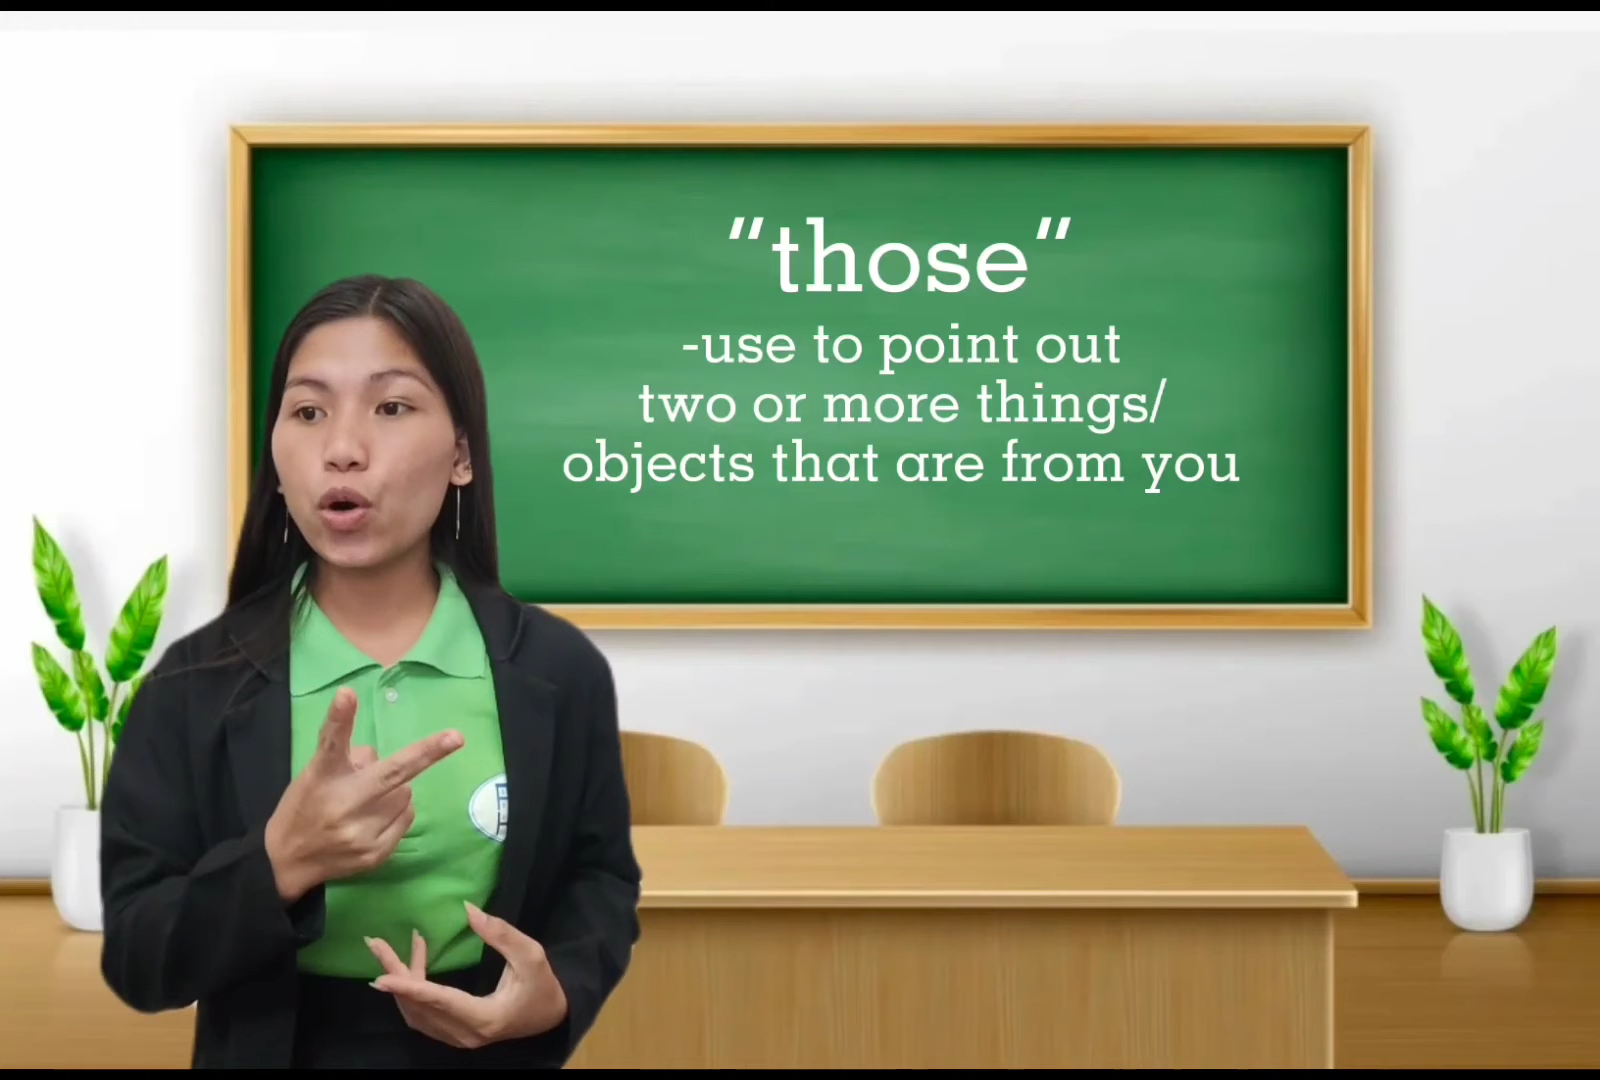 "those"
-use to point out
two or more things/
objects that are from you